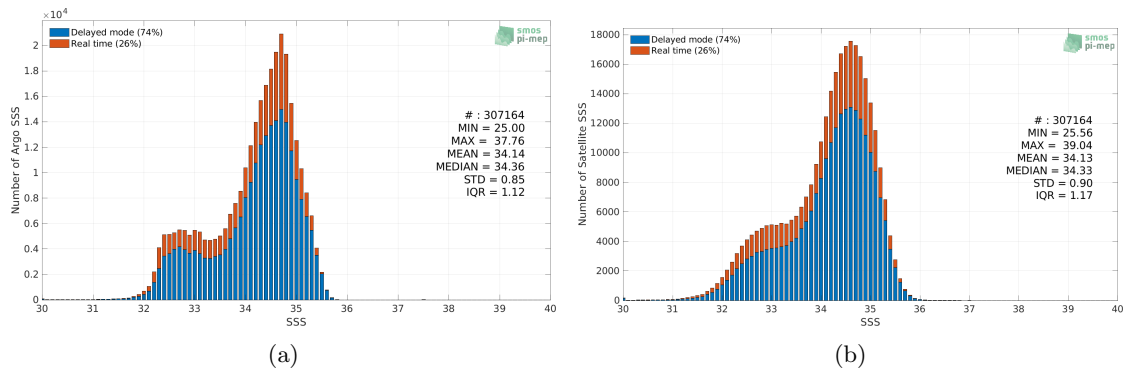 ×10⁴
Delayed mode (74%)
Real time (26%)
smos
pi-mep
# : 307164
MIN = 25.00
MAX = 37.76
MEAN = 34.14
MEDIAN = 34.36
STD = 0.85
IQR = 1.12
Number of Argo SSS
2
1.8
1.6
1.4
1.2
1
0.8
0.6
0.4
0.2
0
30 31 32 33 34 35 36 37 38 39 40
SSS
(a)
Delayed mode (74%)
Real time (26%)
smos
pi-mep
# : 307164
MIN = 25.56
MAX = 39.04
MEAN = 34.13
MEDIAN = 34.33
STD = 0.90
IQR = 1.17
Number of Satellite SSS
18000
16000
14000
12000
10000
8000
6000
4000
2000
0
30 31 32 33 34 35 36 37 38 39 40
SSS
(b)